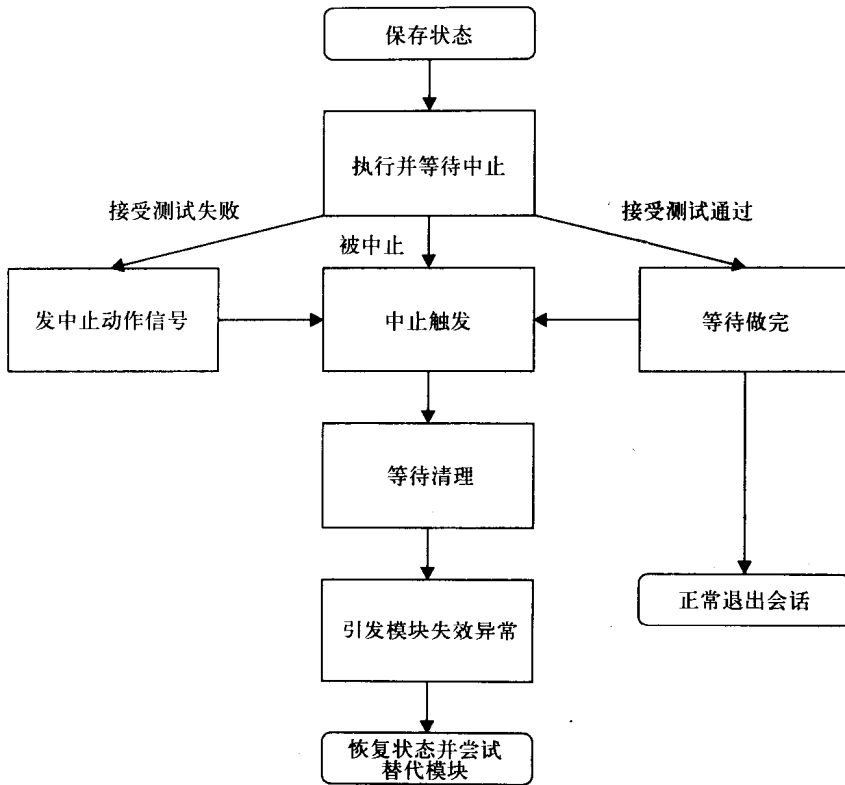 保存状态
执行并等待中止
接受测试失败
接受测试通过
被中止
发中止动作信号
中止触发
等待做完
等待清理
正常退出会话
引发模块失效异常
恢复状态并尝试
替代模块